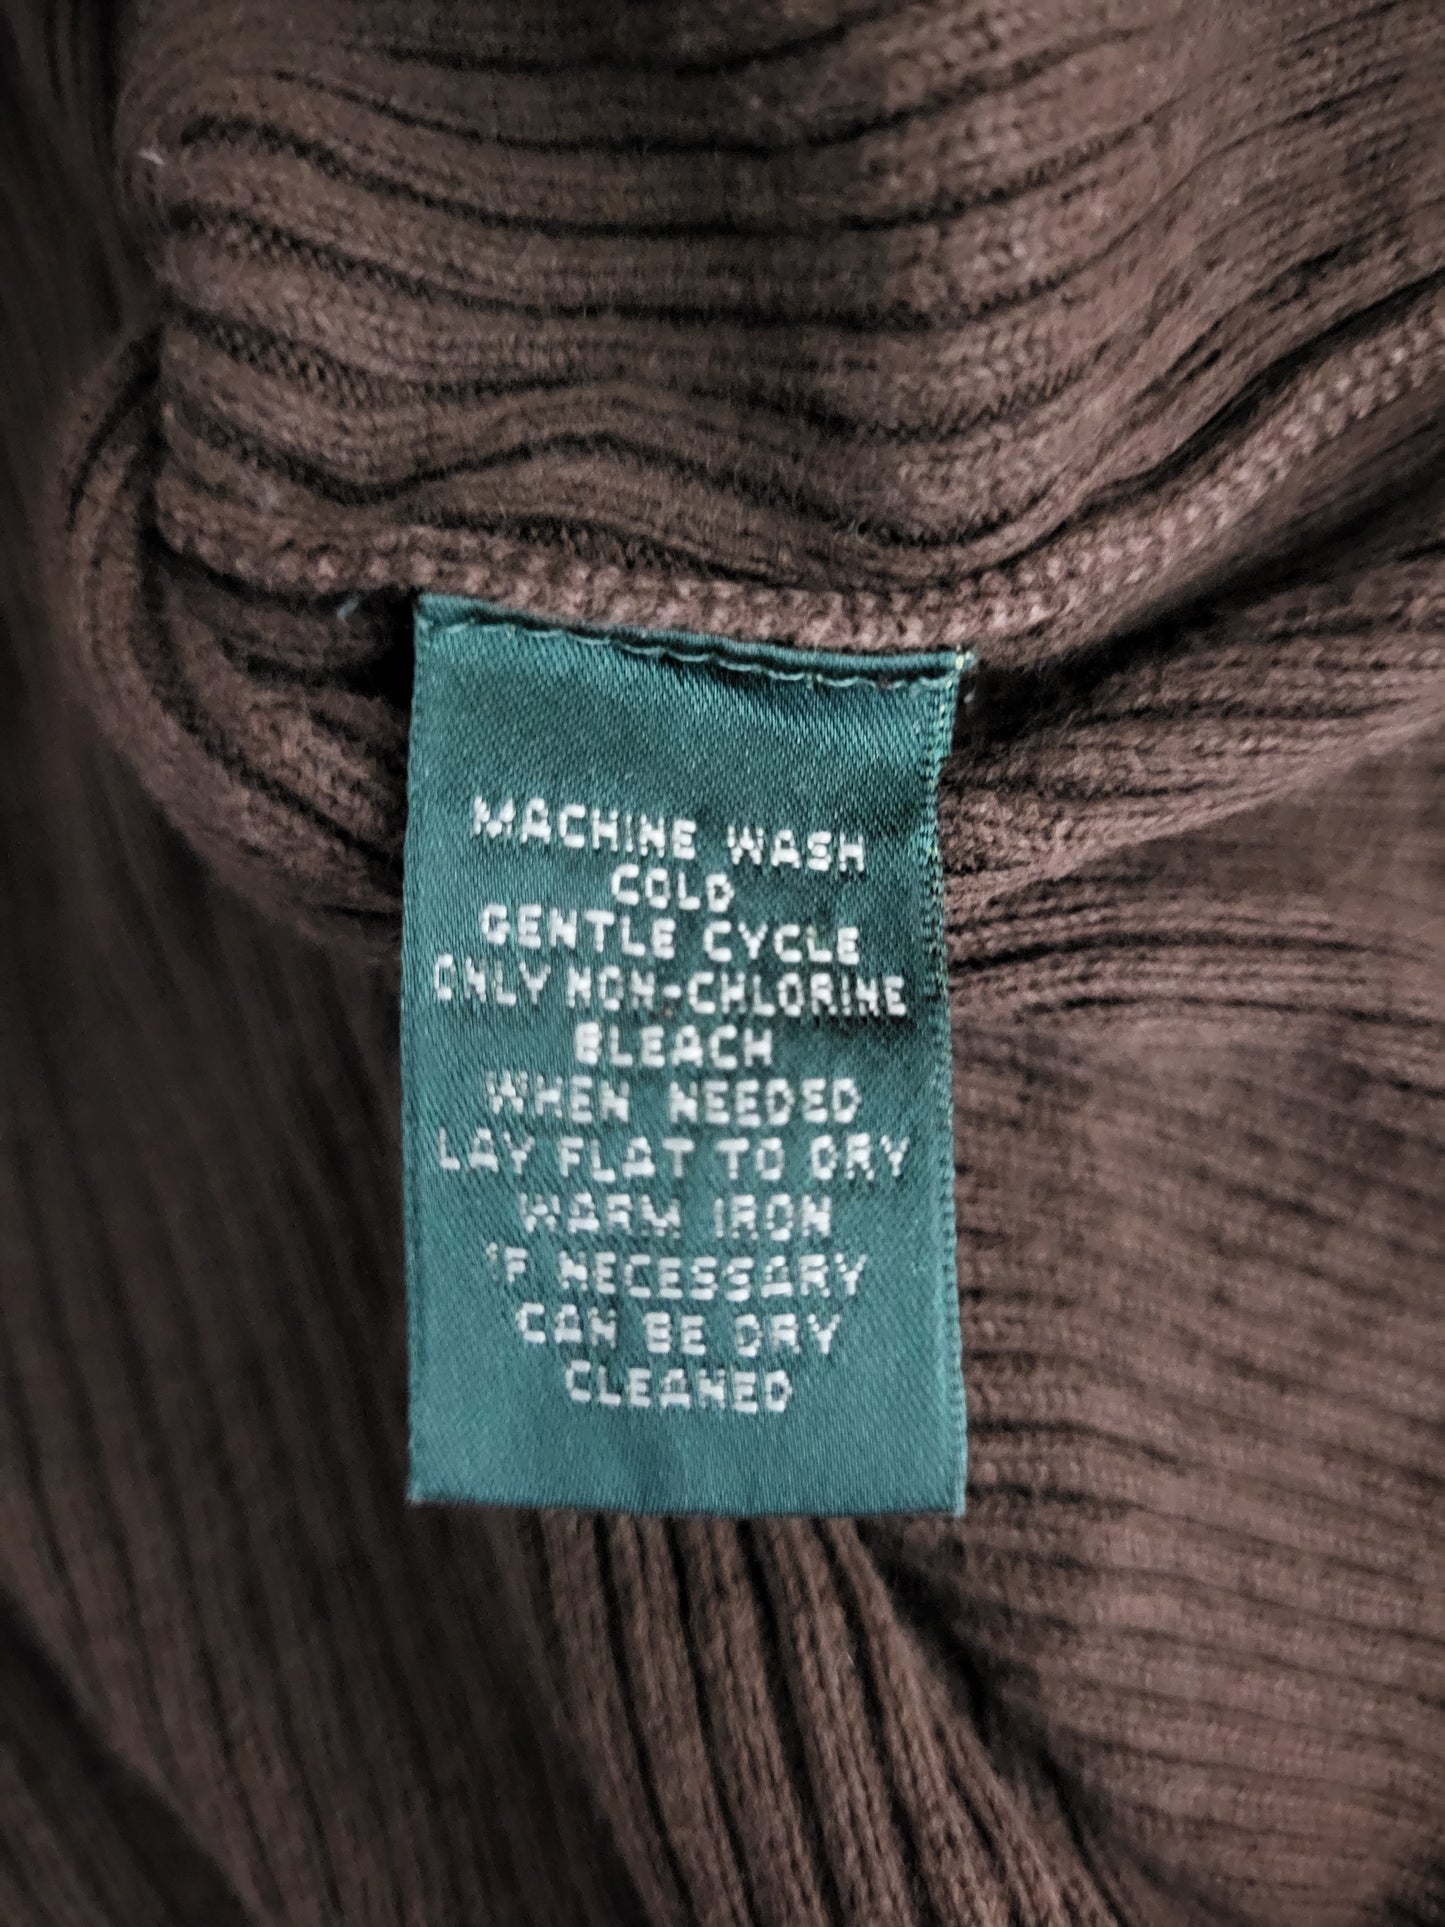 MACHINE WASH
COLD
GENTLE CYCLE
ONLY NON-CHLORINE
BLEACH
WHEN NEEDED
LAY FLAT TO DRY
WARM IRON
IF NECESSARY
CAN BE DRY
CLEANED